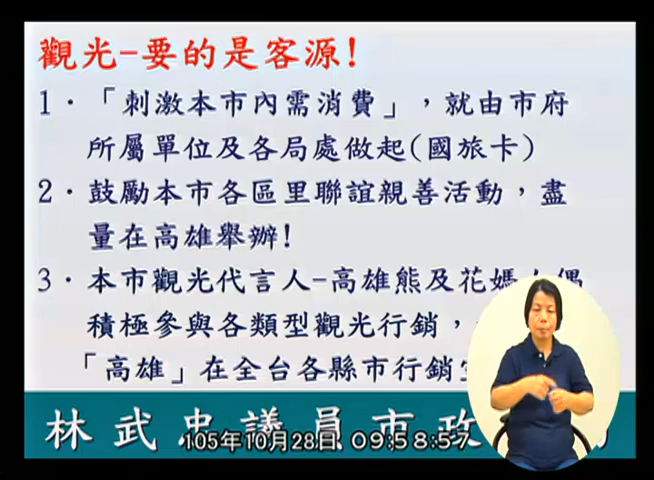 觀光-要的是客源!
1.「刺激本市內需消費」,就由市府
所屬單位及各局處做起(國旅卡)
2.鼓勵本市各區里聯誼親善活動,盡
量在高雄舉辦!
3.本市觀光代言人-高雄熊及花媽人偶
積極參與各類型觀光行銷,
「高雄」在全台各縣市行銷宣
林武忠議員市政
105年10月28日 09:58:57